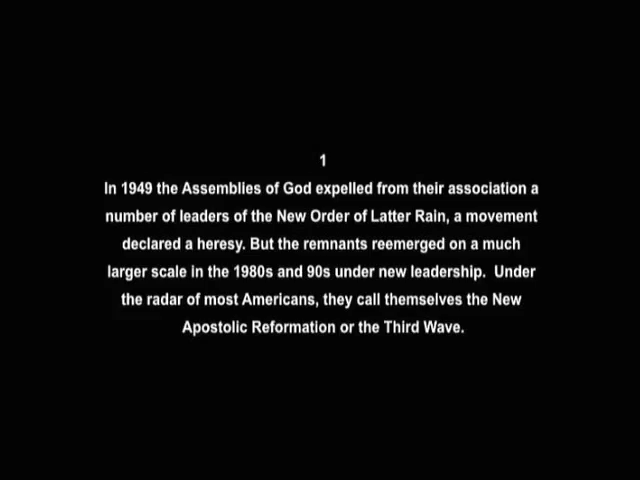 1
In 1949 the Assemblies of God expelled from their association a
number of leaders of the New Order of Latter Rain, a movement
declared a heresy. But the remnants reemerged on a much
larger scale in the 1980s and 90s under new leadership.  Under
the radar of most Americans, they call themselves the New
Apostolic Reformation or the Third Wave.